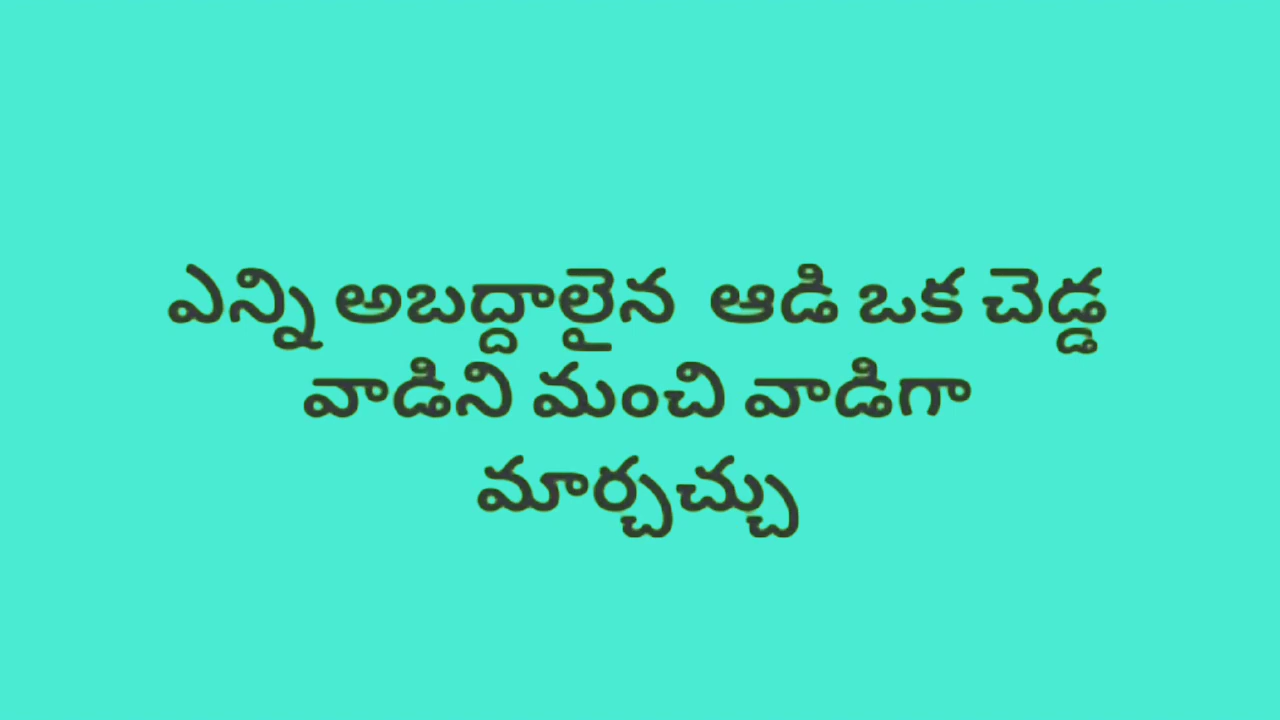 ఎన్ని అబద్దాలైన ఆడి ఒక చెడ్డ
వాడిని మంచి వాడిగా
మార్చచ్చు